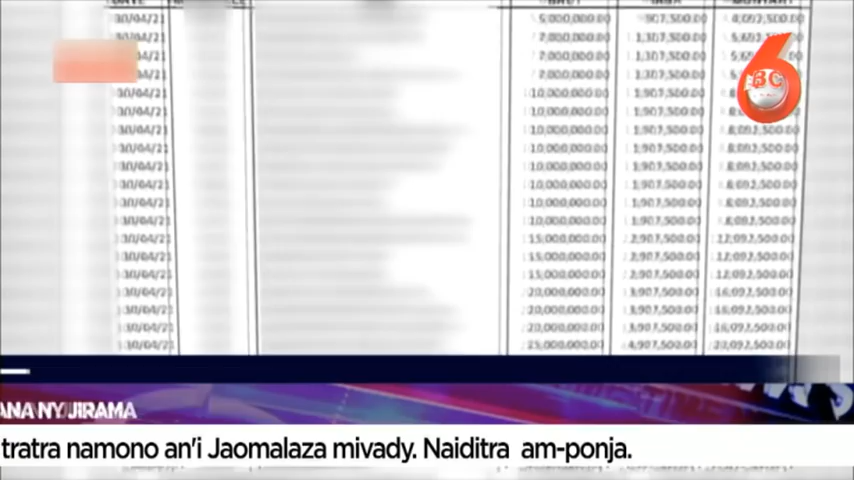 BRUT
30/04/21 5,000,000.00 907,500.00 4,092,500.00
30/04/21 7,000,000.00 1,307,500.00
30/04/21 7,000,000.00 1,307,500.00
30/04/21 7,000,000.00 1,307,500.00
30/04/21 10,000,000.00 1,907,500.00
30/04/21 10,000,000.00 1,907,500.00
30/04/21 10,000,000.00 1,907,500.00 8,092,500.00
30/04/21 10,000,000.00 1,907,500.00 8,092,500.00
30/04/21 10,000,000.00 1,907,500.00 8,092,500.00
30/04/21 10,000,000.00 1,907,500.00 8,092,500.00
30/04/21 10,000,000.00 1,907,500.00 8,092,500.00
30/04/21 10,000,000.00 1,907,500.00 8,092,500.00
30/04/21 15,000,000.00 2,907,500.00 12,092,500.00
30/04/21 15,000,000.00 2,907,500.00 12,092,500.00
30/04/21 15,000,000.00 2,907,500.00 12,092,500.00
30/04/21 20,000,000.00 3,907,500.00 16,092,500.00
30/04/21 20,000,000.00 3,907,500.00 16,092,500.00
30/04/21 20,000,000.00 3,907,500.00 16,092,500.00
30/04/21 25,000,000.00 4,907,500.00 20,092,500.00
6
BC
ANA NY JIRAMA
tratra namono an'i Jaomalaza mivady. Naiditra am-ponja.